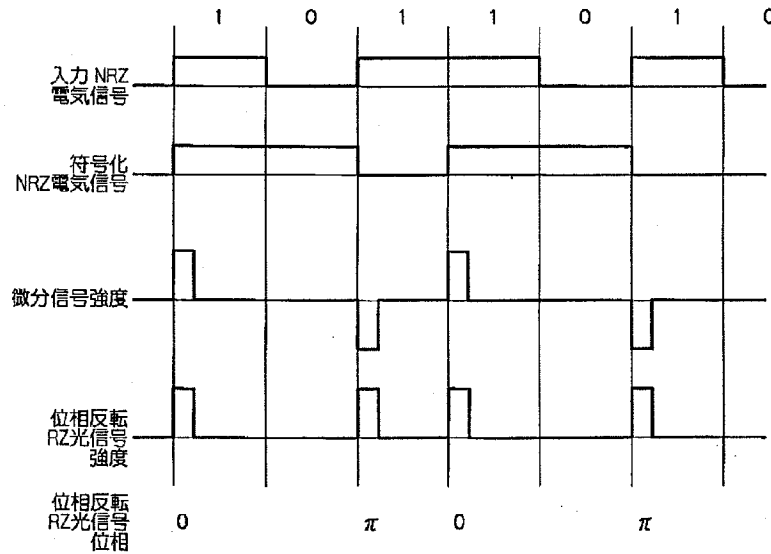 1 0 1 1 0 1 0
入力 NRZ
電気信号
符号化
NRZ電気信号
微分信号強度
位相反転
RZ光信号
強度
位相反転
RZ光信号
位相
0 π 0 π